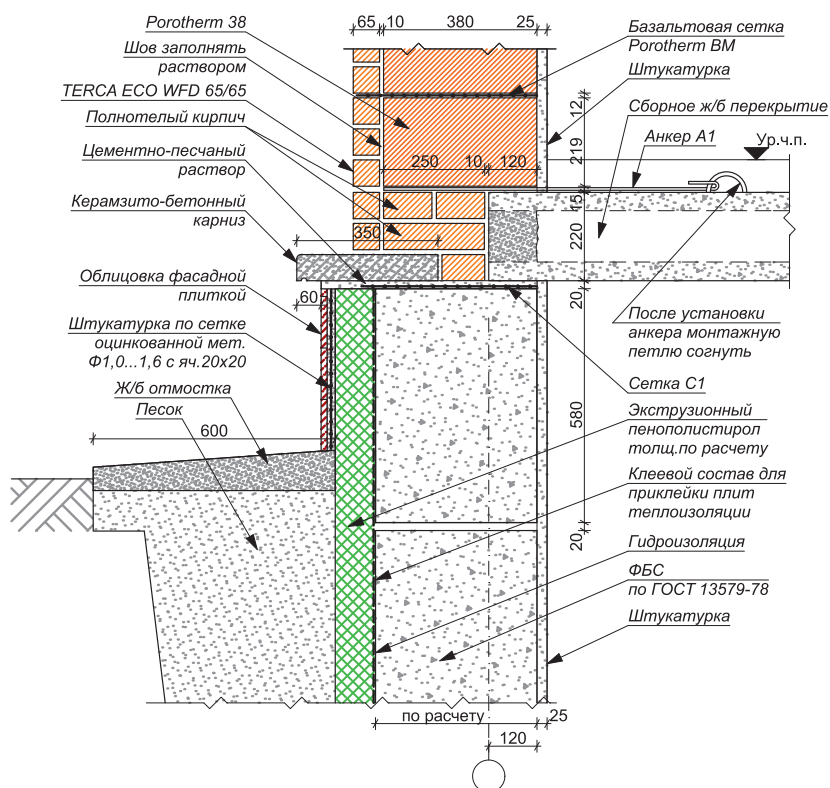 65
10
380
25
Porotherm 38
Шов заполнять
раствором
TERCA ECO WFD 65/65
Полнотелый кирпич
Цементно-песчаный
раствор
Керамзито-бетонный
карниз
Облицовка фасадной
плиткой
Штукатурка по сетке
оцинкованной мет.
Ф1,0...1,6 с яч.20х20
Ж/б отмостка
Песок
600
350
60
250
10
120
Базальтовая сетка
Porotherm BM
Штукатурка
Сборное ж/б перекрытие
Анкер А1
Ур.ч.п.
12
219
15
220
20
580
20
После установки
анкера монтажную
петлю согнуть
Сетка С1
Экструзионный
пенополистирол
толщ.по расчету
Клеевой состав для
приклейки плит
теплоизоляции
Гидроизоляция
ФБС
по ГОСТ 13579-78
Штукатурка
по расчету
25
120